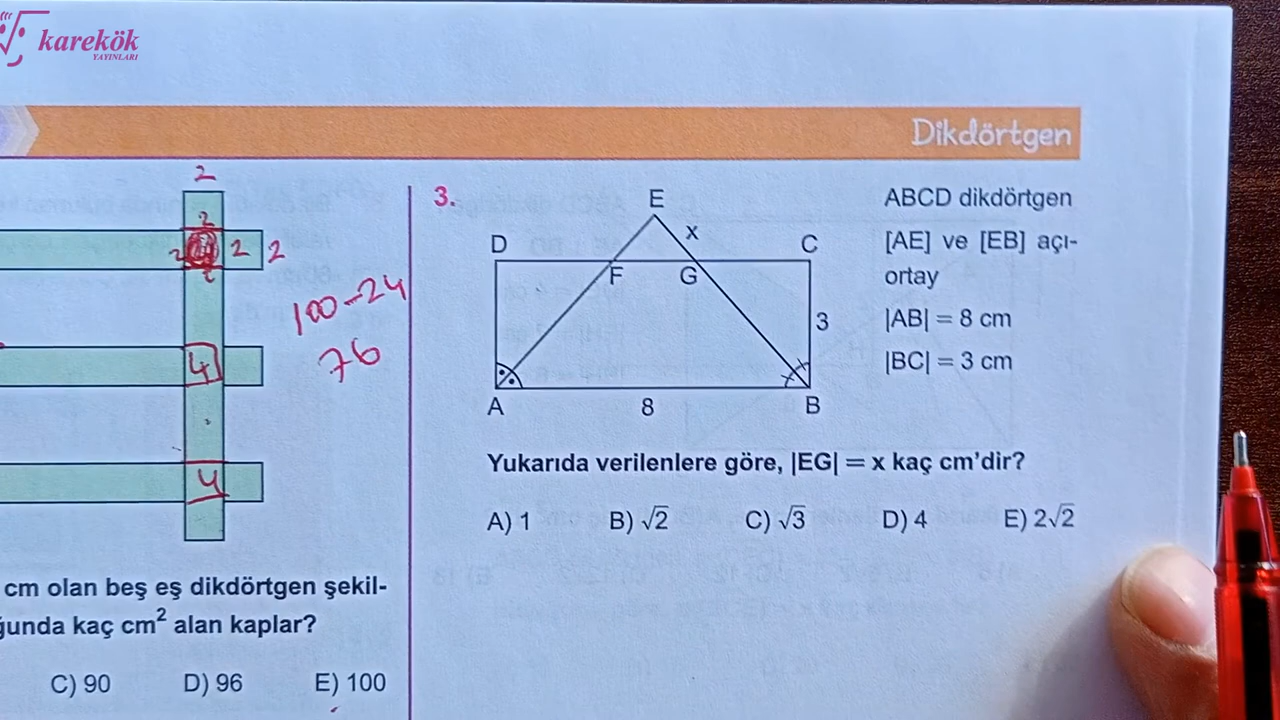 karekök
YAYINLARI
Dikdörtgen
2
2
2
2
2
4
4
100-24
76
cm olan beş eş dikdörtgen şekil-
ğunda kaç cm² alan kaplar?
C) 90 D) 96 E) 100
3.
E
x
D
C
F
G
3
A
8
B
ABCD dikdörtgen
[AE] ve [EB] açı-
ortay
|AB| = 8 cm
|BC| = 3 cm
Yukarıda verilenlere göre, |EG| = x kaç cm'dir?
A) 1 B) √2 C) √3 D) 4 E) 2√2